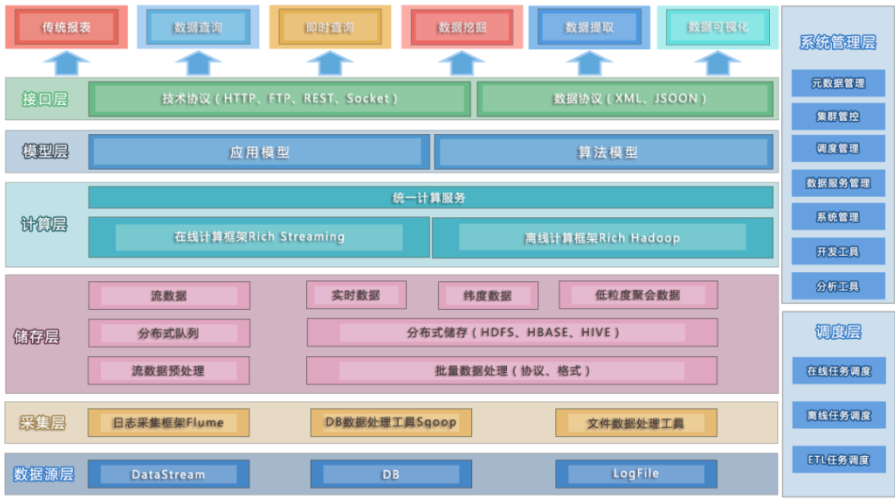 传统报表
数据查询
即时查询
数据挖掘
数据提取
数据可视化
接口层
技术协议（HTTP、FTP、REST、Socket）
数据协议（XML、JSOON）
模型层
应用模型
算法模型
计算层
统一计算服务
在线计算框架Rich Streaming
离线计算框架Rich Hadoop
储存层
流数据
实时数据
纬度数据
低粒度聚会数据
分布式队列
分布式储存（HDFS、HBASE、HIVE）
流数据预处理
批量数据处理（协议、格式）
采集层
日志采集框架Flume
DB数据处理工具Sqoop
文件数据处理工具
数据源层
DataStream
DB
LogFile
系统管理层
元数据管理
集群管控
调度管理
数据服务管理
系统管理
开发工具
分析工具
调度层
在线任务调度
离线任务调度
ETL任务调度